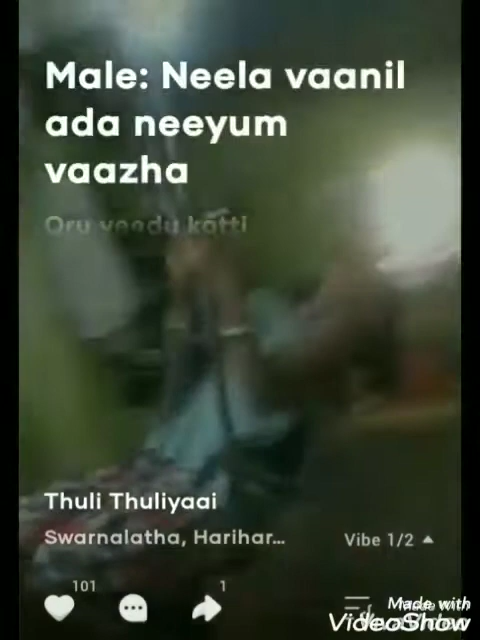 Male: Neela vaanil
ada neeyum
vaazha
Oru veedu katti
Thuli Thuliyaai
Swarnalatha, Harihar...
Vibe 1/2
101
1
Made with
VideoShow